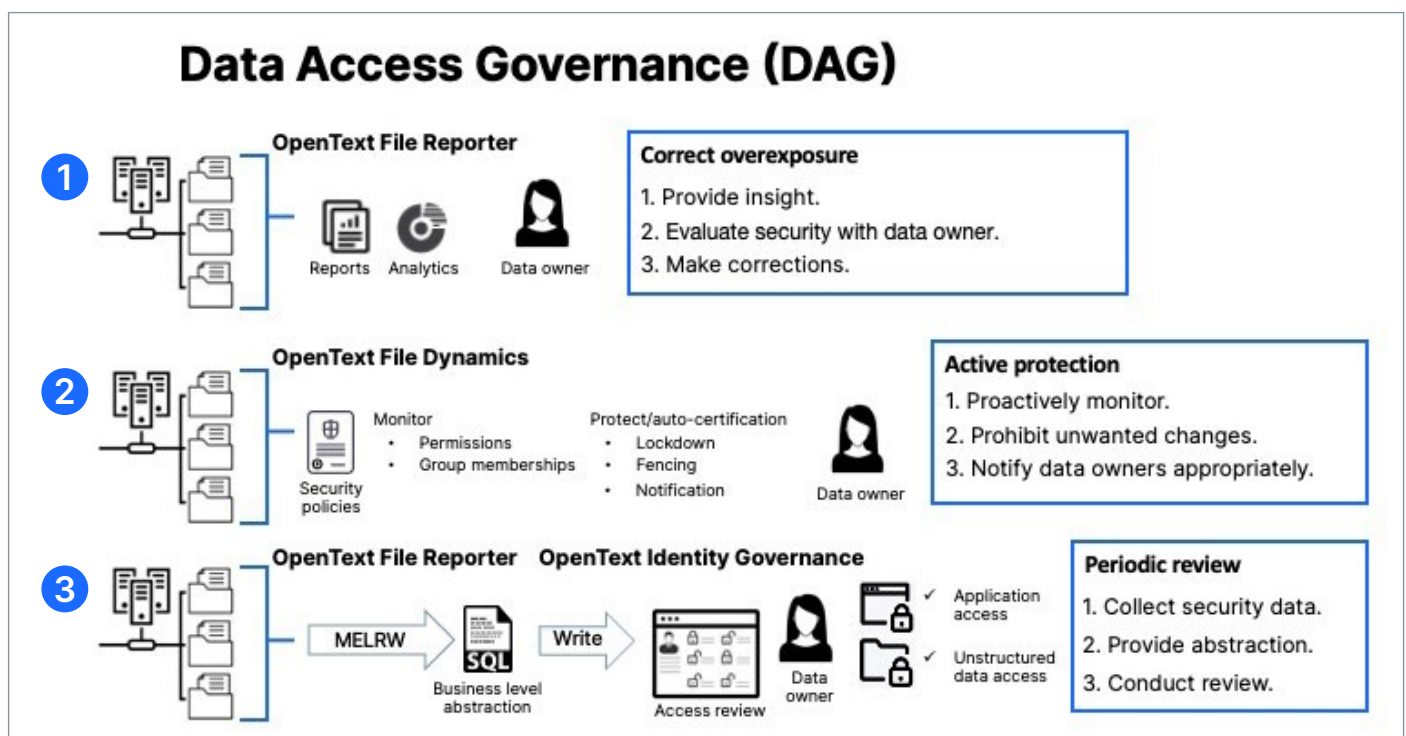 Data Access Governance (DAG)
1
OpenText File Reporter
Reports
Analytics
Data owner
Correct overexposure
1. Provide insight.
2. Evaluate security with data owner.
3. Make corrections.
2
OpenText File Dynamics
Security
policies
Monitor
• Permissions
• Group memberships
Protect/auto-certification
• Lockdown
• Fencing
• Notification
Data owner
Active protection
1. Proactively monitor.
2. Prohibit unwanted changes.
3. Notify data owners appropriately.
3
OpenText File Reporter
OpenText Identity Governance
MELRW
SQL
Business level
abstraction
Write
Access review
Data
owner
✓ Application
access
✓ Unstructured
data access
Periodic review
1. Collect security data.
2. Provide abstraction.
3. Conduct review.